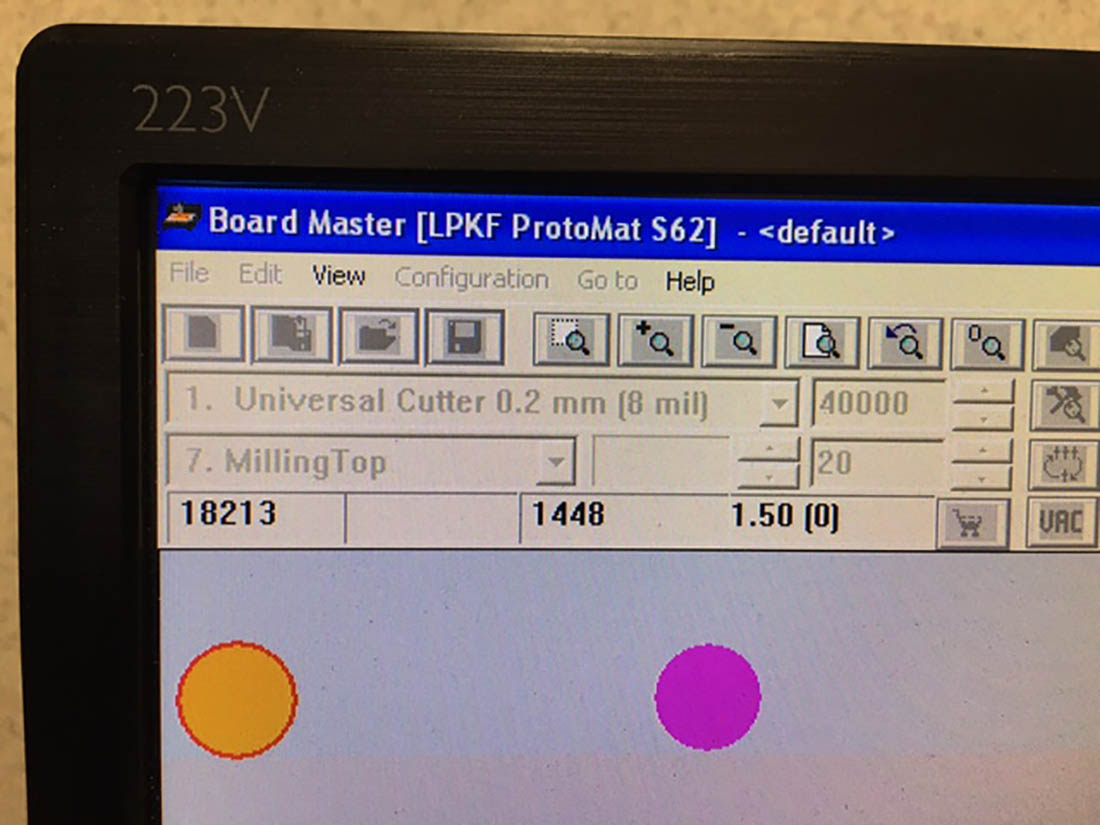 223V
Board Master [LPKF ProtoMat S62] - <default>
File Edit View Configuration Go to Help
1. Universal Cutter 0.2 mm (8 mil) 40000
7. MillingTop 20
18213 1448 1.50 (0) VAC